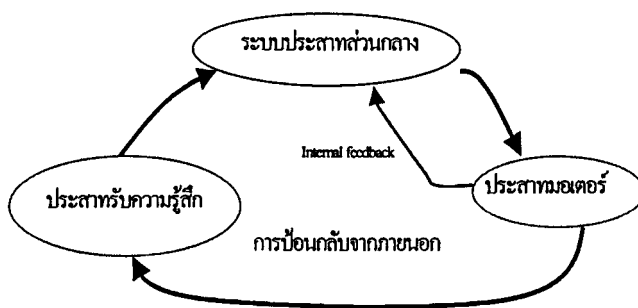 ระบบประสาทส่วนกลาง
Internal feedback
ประสาทรับความรู้สึก
ประสาทมอเตอร์
การป้อนกลับจากภายนอก